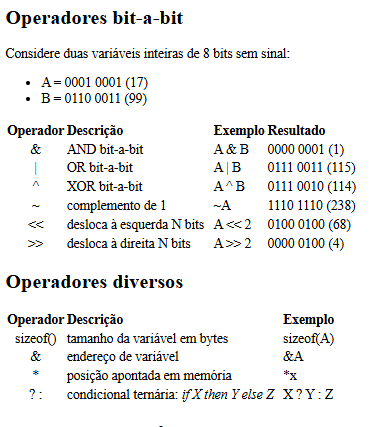 Operadores bit-a-bit
Considere duas variáveis inteiras de 8 bits sem sinal:
• A = 0001 0001 (17)
• B = 0110 0011 (99)
Operador Descrição Exemplo Resultado
& AND bit-a-bit A & B 0000 0001 (1)
| OR bit-a-bit A | B 0111 0011 (115)
^ XOR bit-a-bit A ^ B 0111 0010 (114)
~ complemento de 1 ~A 1110 1110 (238)
<< desloca à esquerda N bits A << 2 0100 0100 (68)
>> desloca à direita N bits A >> 2 0000 0100 (4)
Operadores diversos
Operador Descrição Exemplo
sizeof() tamanho da variável em bytes sizeof(A)
& endereço de variável &A
* posição apontada em memória *x
? : condicional ternária: if X then Y else Z X ? Y : Z